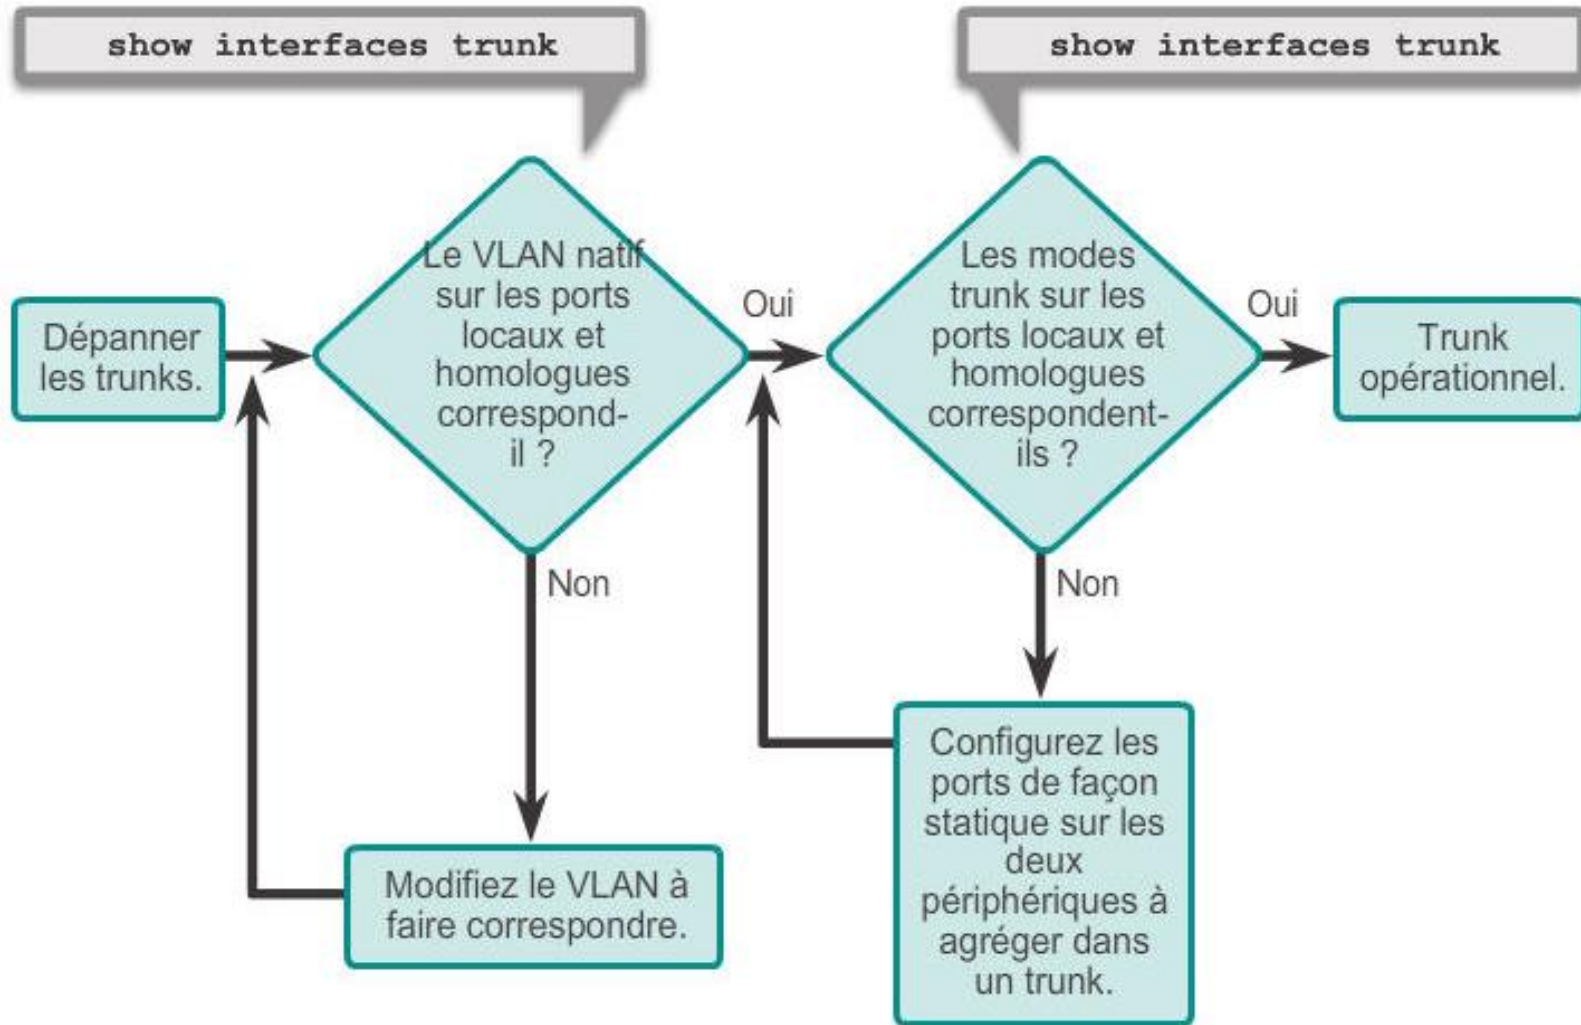 show interfaces trunk
show interfaces trunk
Dépanner
les trunks.
Le VLAN natif
sur les ports
locaux et
homologues
correspond-
il ?
Oui
Non
Modifiez le VLAN à
faire correspondre.
Les modes
trunk sur les
ports locaux et
homologues
correspondent-
ils ?
Oui
Non
Configurez les
ports de façon
statique sur les
deux
périphériques à
agréger dans
un trunk.
Trunk
opérationnel.